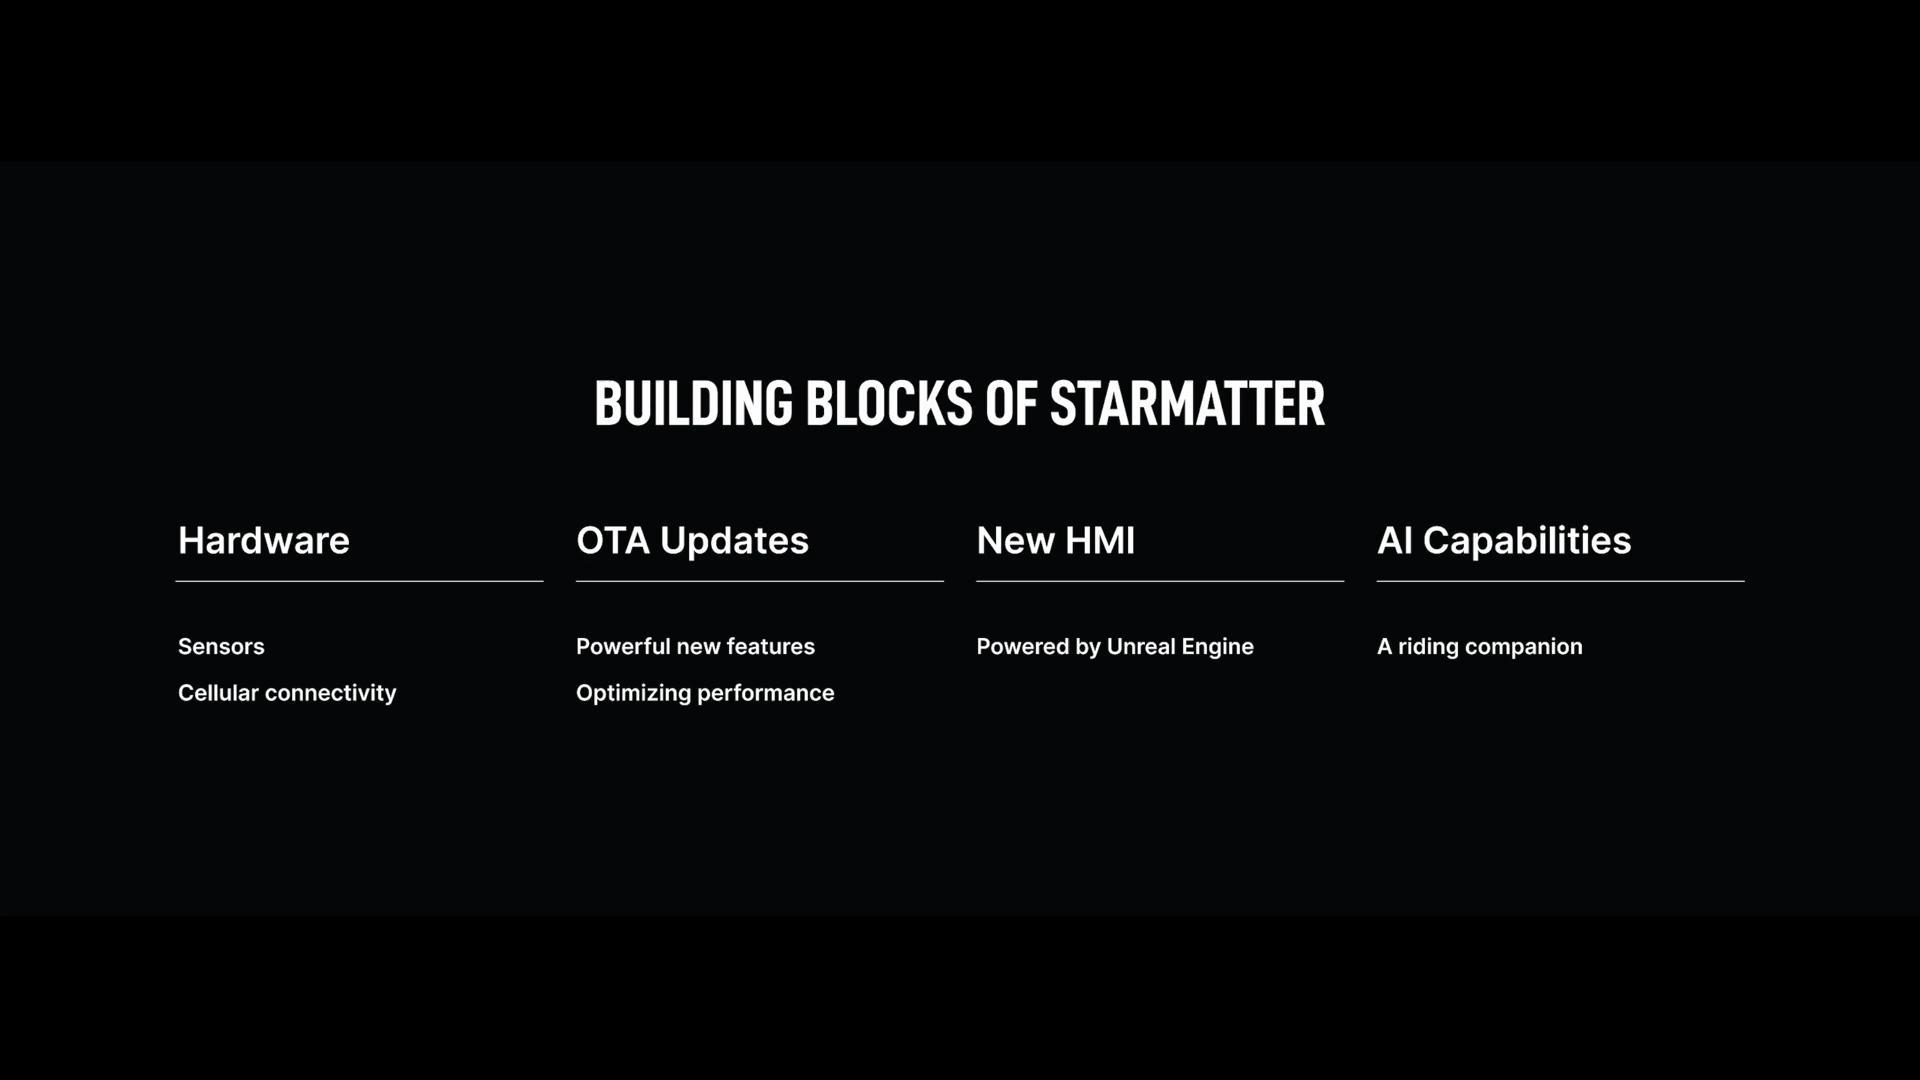 BUILDING BLOCKS OF STARMATTER
Hardware
Sensors
Cellular connectivity
OTA Updates
Powerful new features
Optimizing performance
New HMI
Powered by Unreal Engine
AI Capabilities
A riding companion